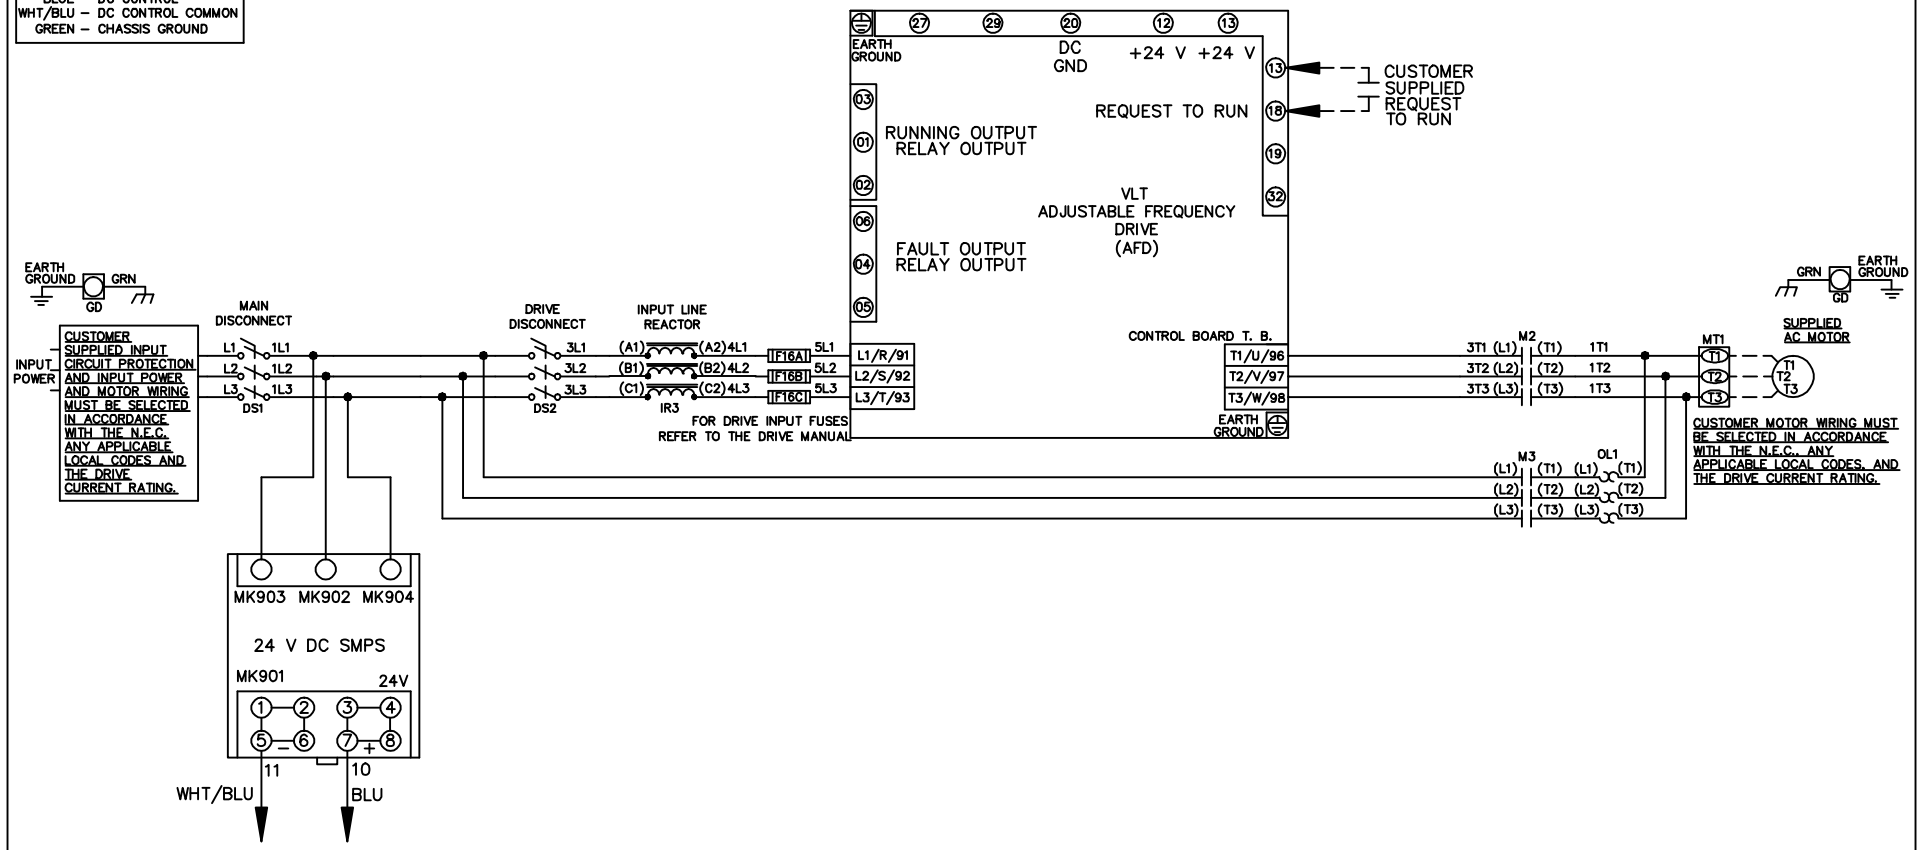 WHT/BLU - DC CONTROL COMMON
GREEN - CHASSIS GROUND
27 29 20 12 13
EARTH
GROUND
DC
GND
+24 V +24 V
13
18
19
32
REQUEST TO RUN
CUSTOMER
SUPPLIED
REQUEST
TO RUN
03
01
02
RUNNING OUTPUT
RELAY OUTPUT
06
04
05
FAULT OUTPUT
RELAY OUTPUT
VLT
ADJUSTABLE FREQUENCY
DRIVE
(AFD)
EARTH
GROUND
GRN
GD
MAIN
DISCONNECT
DRIVE
DISCONNECT
INPUT LINE
REACTOR
INPUT
POWER
CUSTOMER
SUPPLIED INPUT
CIRCUIT PROTECTION
AND INPUT POWER
AND MOTOR WIRING
MUST BE SELECTED
IN ACCORDANCE
WITH THE N.E.C.
ANY APPLICABLE
LOCAL CODES AND
THE DRIVE
CURRENT RATING.
L1 1L1
L2 1L2
L3 1L3
DS1
3L1
3L2
3L3
DS2
(A1) (A2) 4L1
(B1) (B2) 4L2
(C1) (C2) 4L3
IR3
F16A 5L1
F16B 5L2
F16C 5L3
L1/R/91
L2/S/92
L3/T/93
FOR DRIVE INPUT FUSES
REFER TO THE DRIVE MANUAL
CONTROL BOARD T. B.
T1/U/96
T2/V/97
T3/W/98
EARTH
GROUND
M2
3T1 (L1) (T1) 1T1
3T2 (L2) (T2) 1T2
3T3 (L3) (T3) 1T3
M3
OL1
(L1) (T1) (L1) (T1)
(L2) (T2) (L2) (T2)
(L3) (T3) (L3) (T3)
MT1
T1
T2
T3
GRN
EARTH
GROUND
GD
SUPPLIED
AC MOTOR
T1
T2
T3
CUSTOMER MOTOR WIRING MUST
BE SELECTED IN ACCORDANCE
WITH THE N.E.C., ANY
APPLICABLE LOCAL CODES, AND
THE DRIVE CURRENT RATING.
MK903 MK902 MK904
24 V DC SMPS
MK901
24V
1 2 3 4
5 - 6 7 + 8
11
10
WHT/BLU
BLU